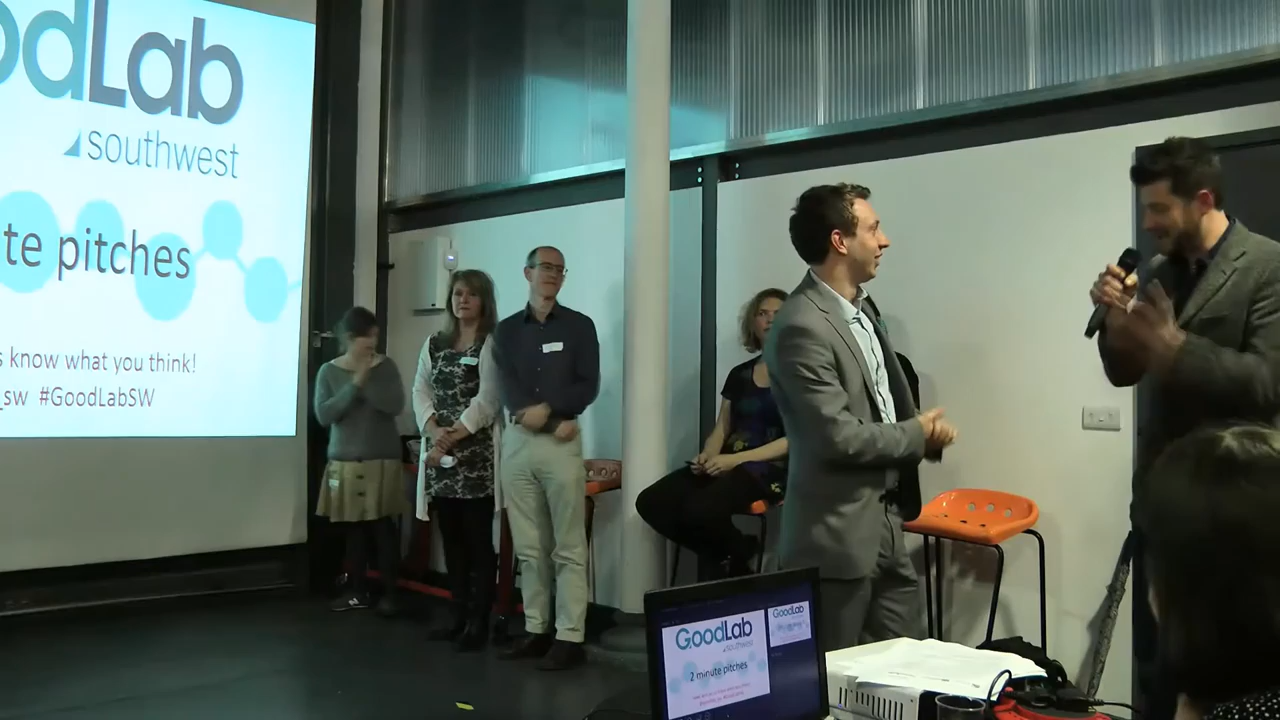 odLab
southwest
te pitches
s know what you think!
_sw #GoodLabSW
GoodLab
southwest
2 minute pitches
GoodLab